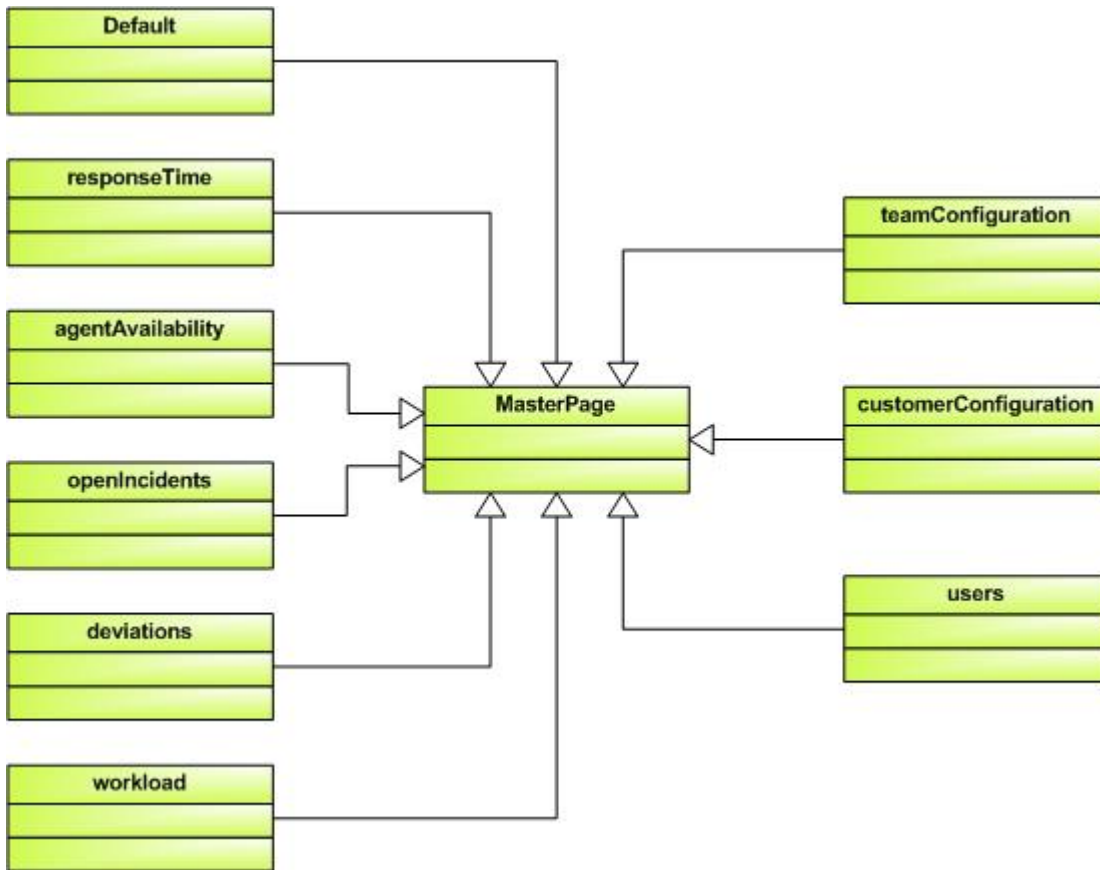 Default
responseTime
agentAvailability
openIncidents
deviations
workload
MasterPage
teamConfiguration
customerConfiguration
users